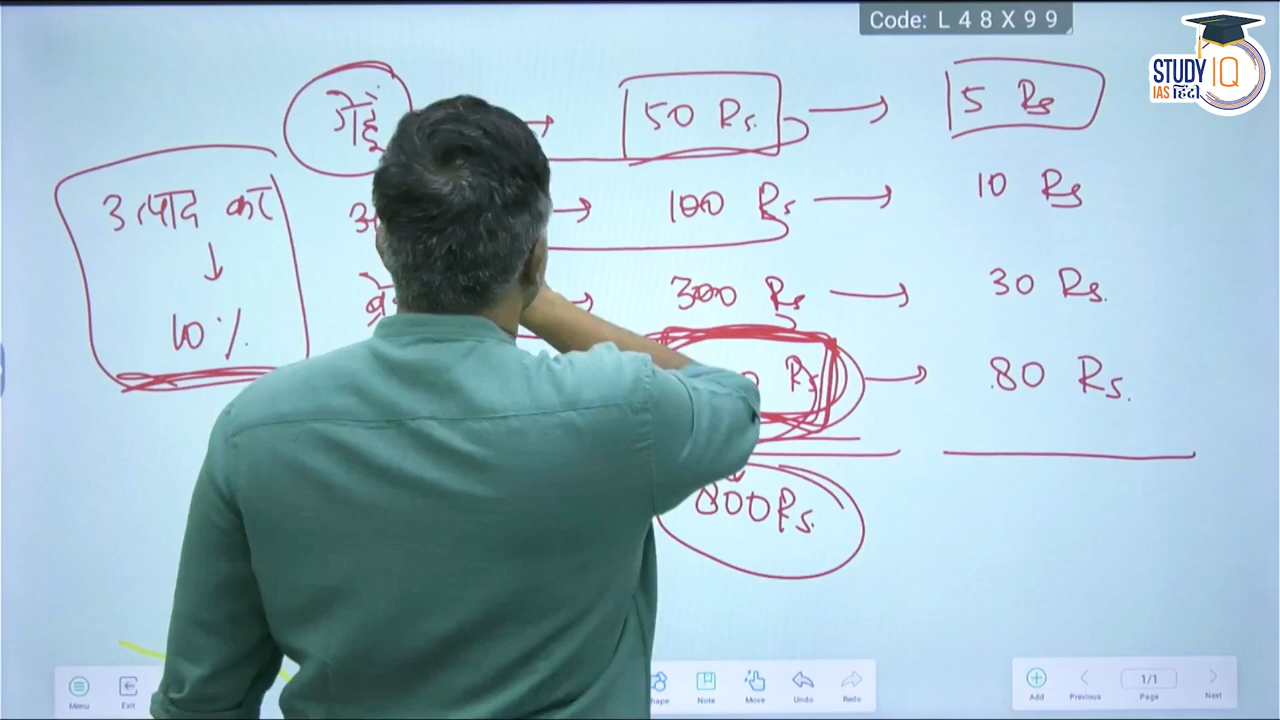 Code: L 4 8 X 9 9
STUDY IQ
IAS हिंदी
गेहूं → 50 Rs. → 5 Rs
→ 100 Rs → 10 Rs
→ 300 Rs → 30 Rs.
Rs → 80 Rs.
800 Rs.
उत्पाद कर
↓
10%
Menu
Exit
Note
Move
Undo
Redo
Add
Previous
1/1
Page
Next